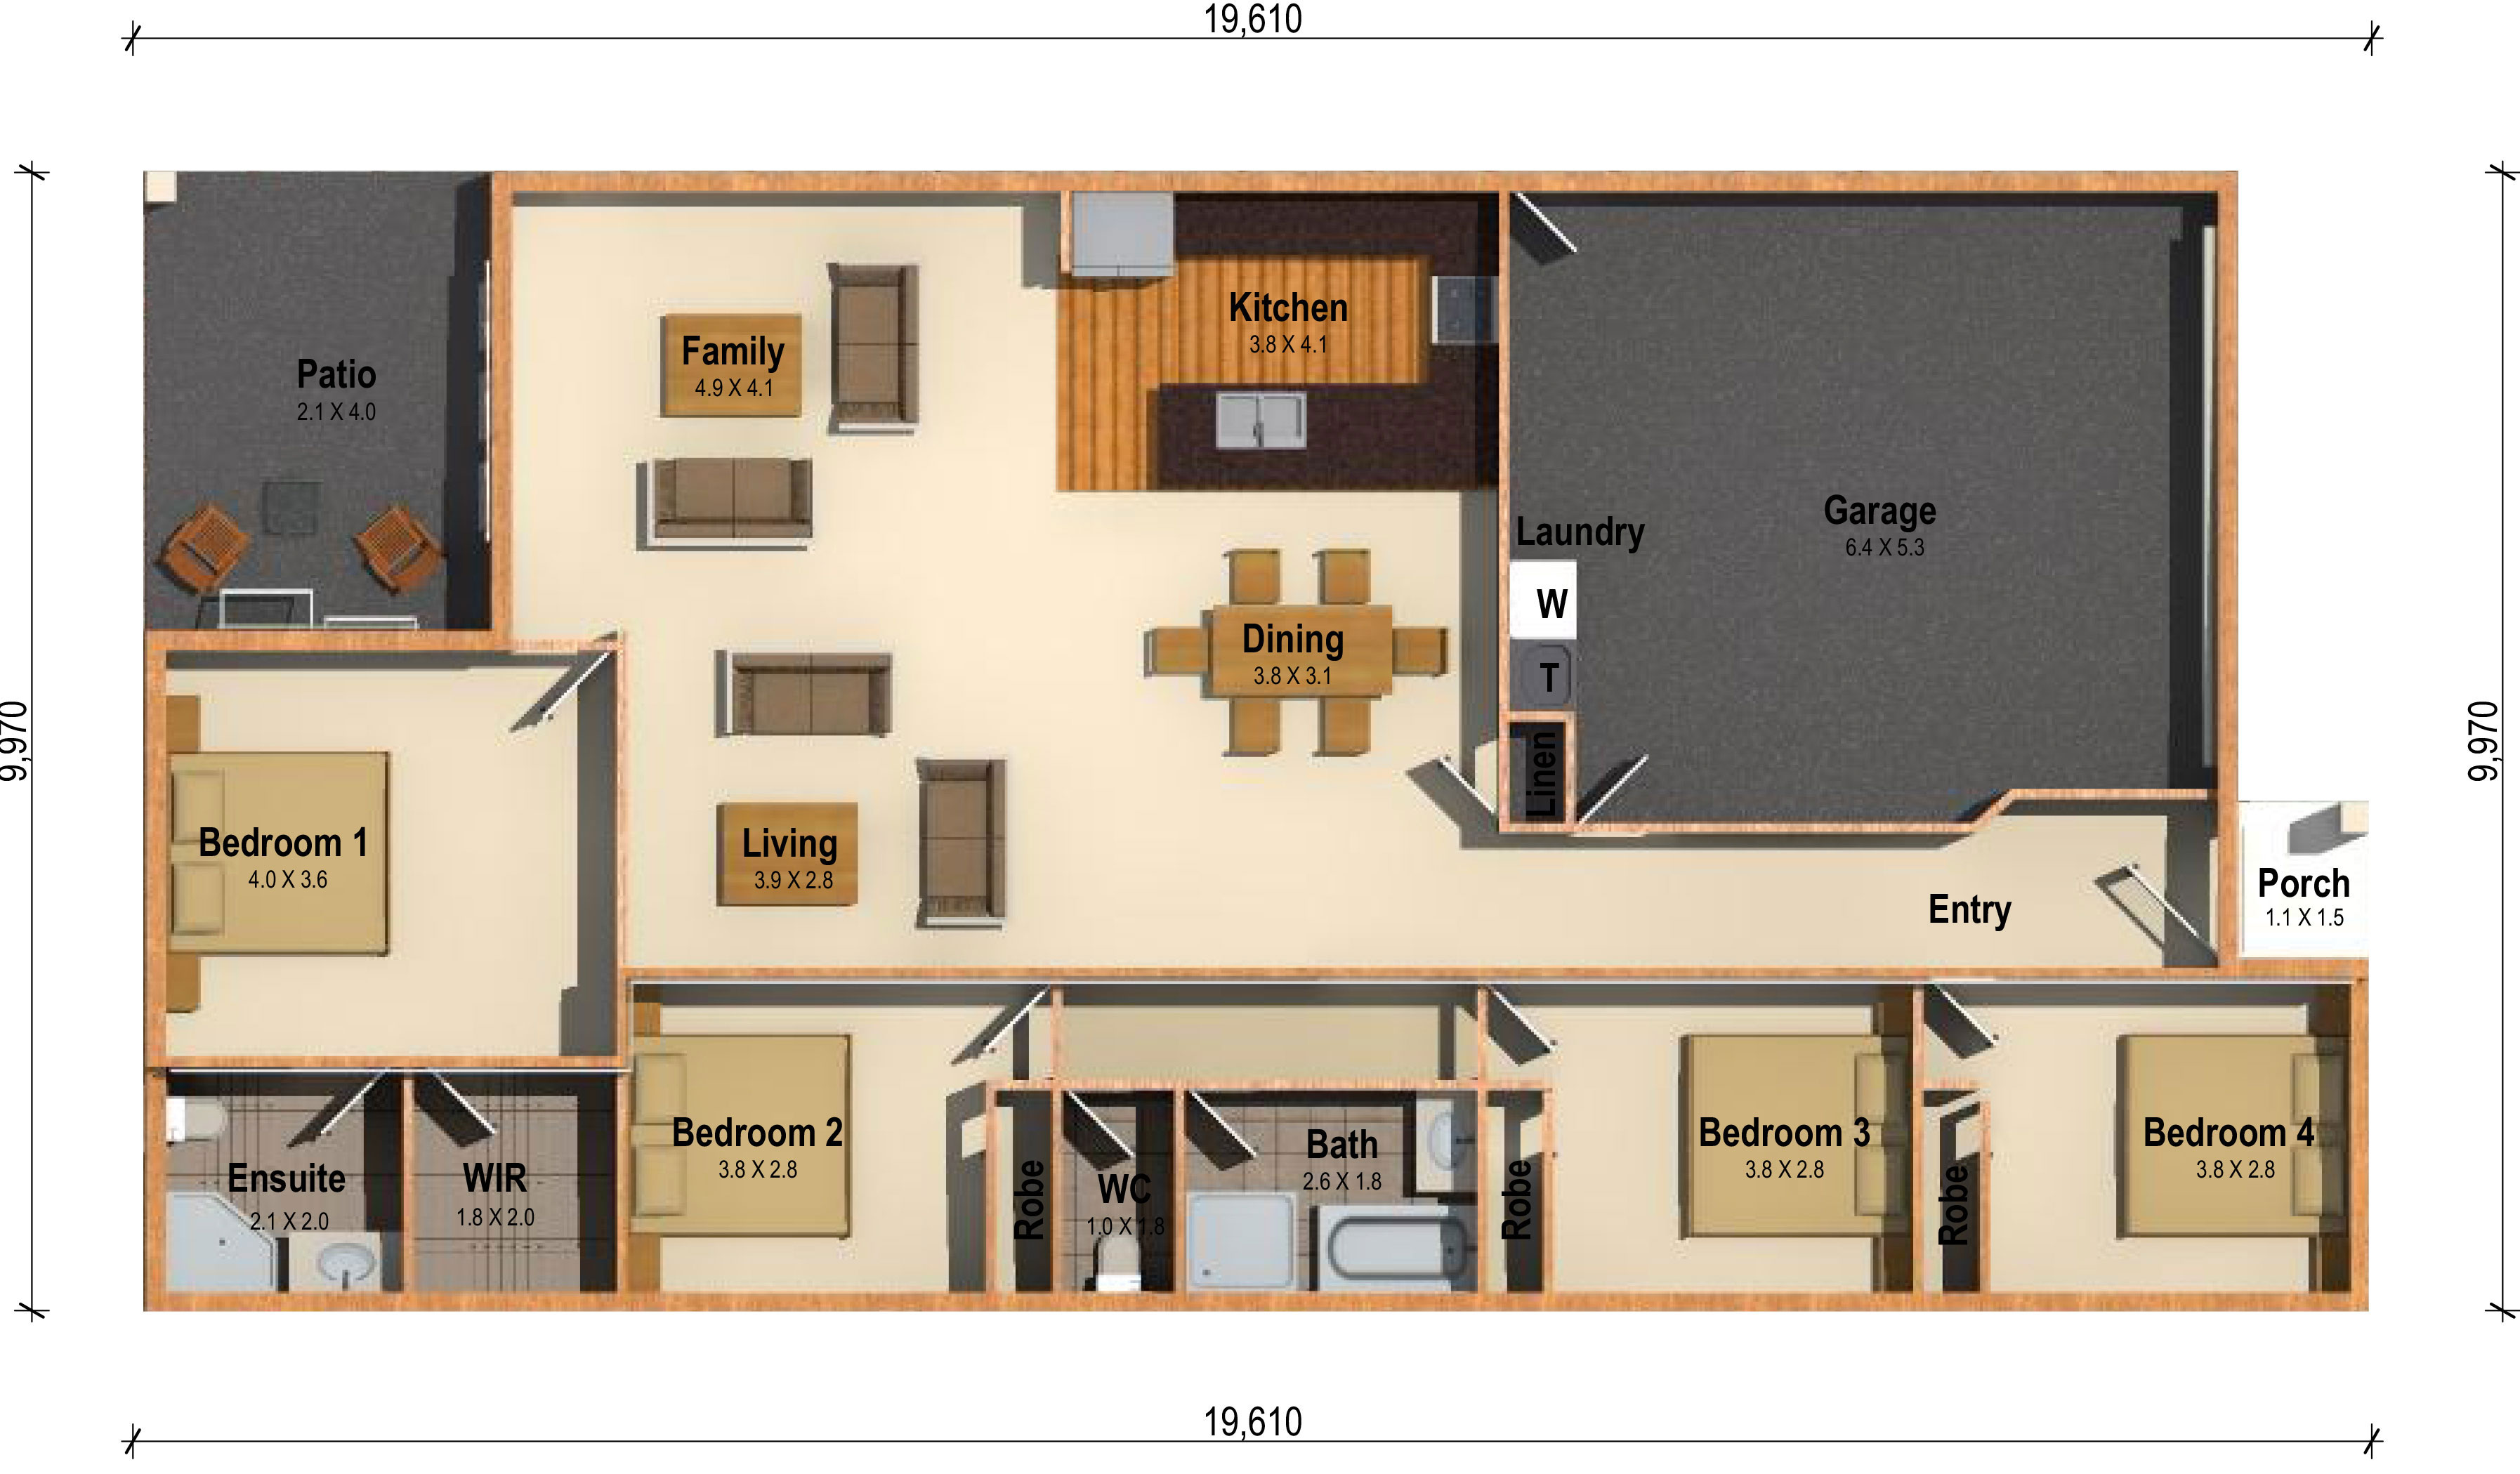 19,610
9,970
9,970
Patio
2.1 X 4.0
Family
4.9 X 4.1
Kitchen
3.8 X 4.1
Garage
6.4 X 5.3
Laundry
W
T
Linen
Dining
3.8 X 3.1
Bedroom 1
4.0 X 3.6
Living
3.9 X 2.8
Entry
Porch
1.1 X 1.5
Ensuite
2.1 X 2.0
WIR
1.8 X 2.0
Bedroom 2
3.8 X 2.8
Robe
WC
1.0 X 1.8
Bath
2.6 X 1.8
Robe
Bedroom 3
3.8 X 2.8
Robe
Bedroom 4
3.8 X 2.8
19,610